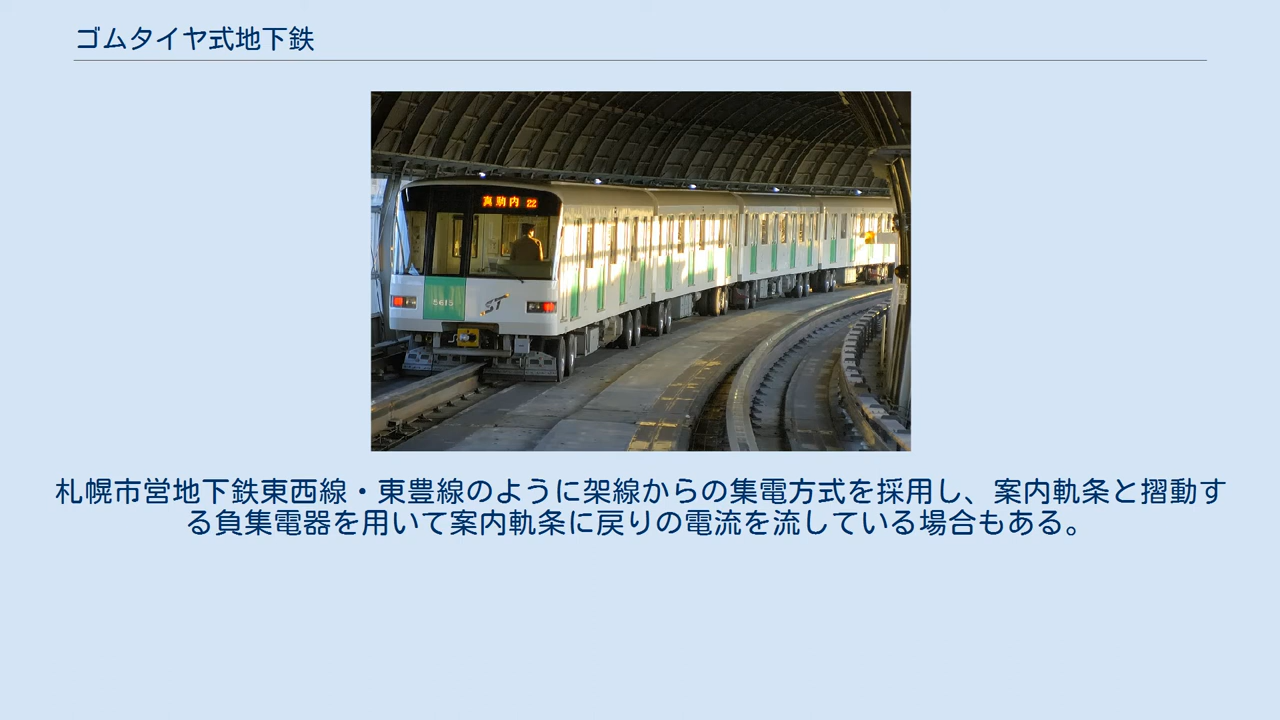 ゴムタイヤ式地下鉄
真駒内 22
5615
ST
札幌市営地下鉄東西線・東豊線のように架線からの集電方式を採用し、案内軌条と摺動す
る負集電器を用いて案内軌条に戻りの電流を流している場合もある。